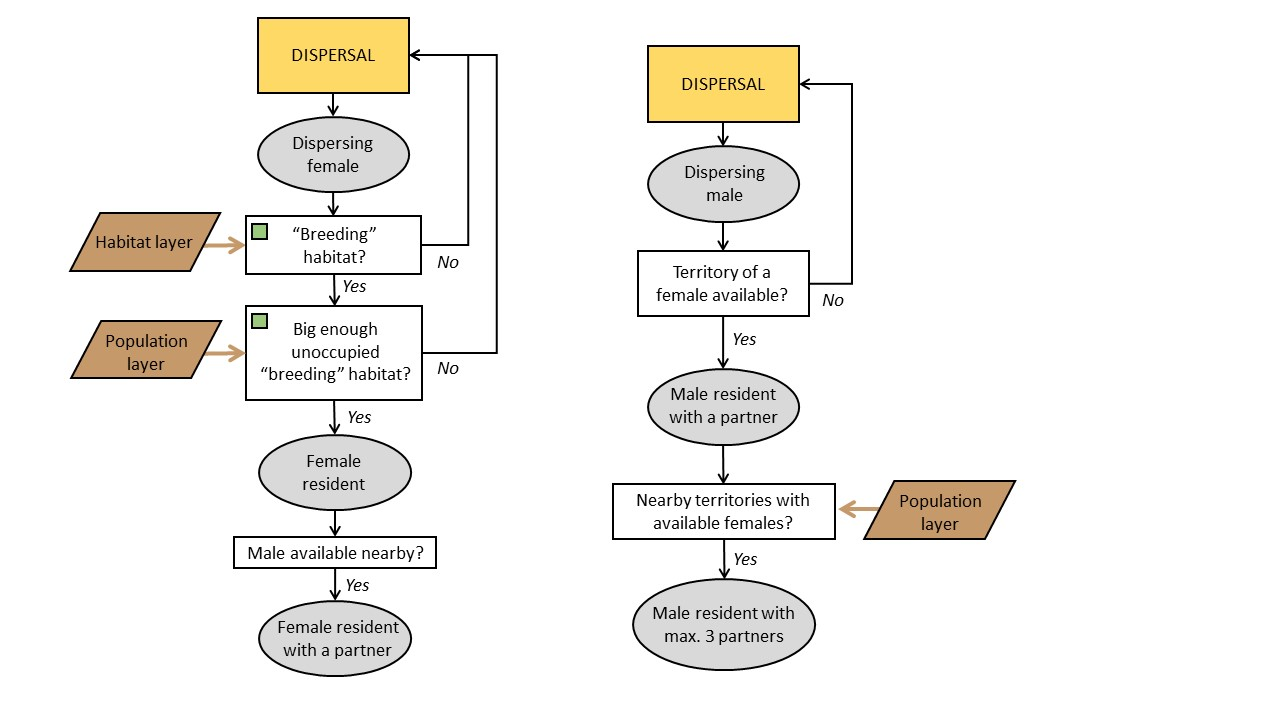 DISPERSAL
Dispersing
female
Habitat layer
“Breeding”
habitat?
No
Yes
Population
layer
Big enough
unoccupied
“breeding” habitat?
No
Yes
Female
resident
Male available nearby?
Yes
Female resident
with a partner
DISPERSAL
Dispersing
male
Territory of a
female available?
No
Yes
Male resident
with a partner
Nearby territories with
available females?
Population
layer
Yes
Male resident with
max. 3 partners